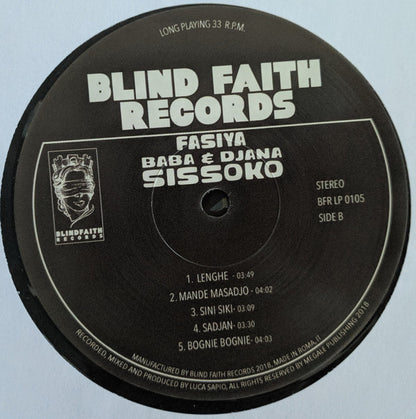 LONG PLAYING 33 R.P.M.
BLIND FAITH
RECORDS
FASIYA
BABA & DJANA
SISSOKO
BLINDFAITH
RECORDS
STEREO
BFR LP 0105
SIDE B
1. LENGHE - 03:49
2. MANDE MASADJO - 04:02
3. SINI SIKI- 03:09
4. SADJAN- 03:30
5. BOGNIE BOGNIE- 04:03
MANUFACTURED BY BLIND FAITH RECORDS 2018, MADE IN ROMA, IT
RECORDED, MIXED AND PRODUCED BY LUCA SAPIO, ALL RIGHTS RESERVED BY MEGALE PUBLISHING 2018